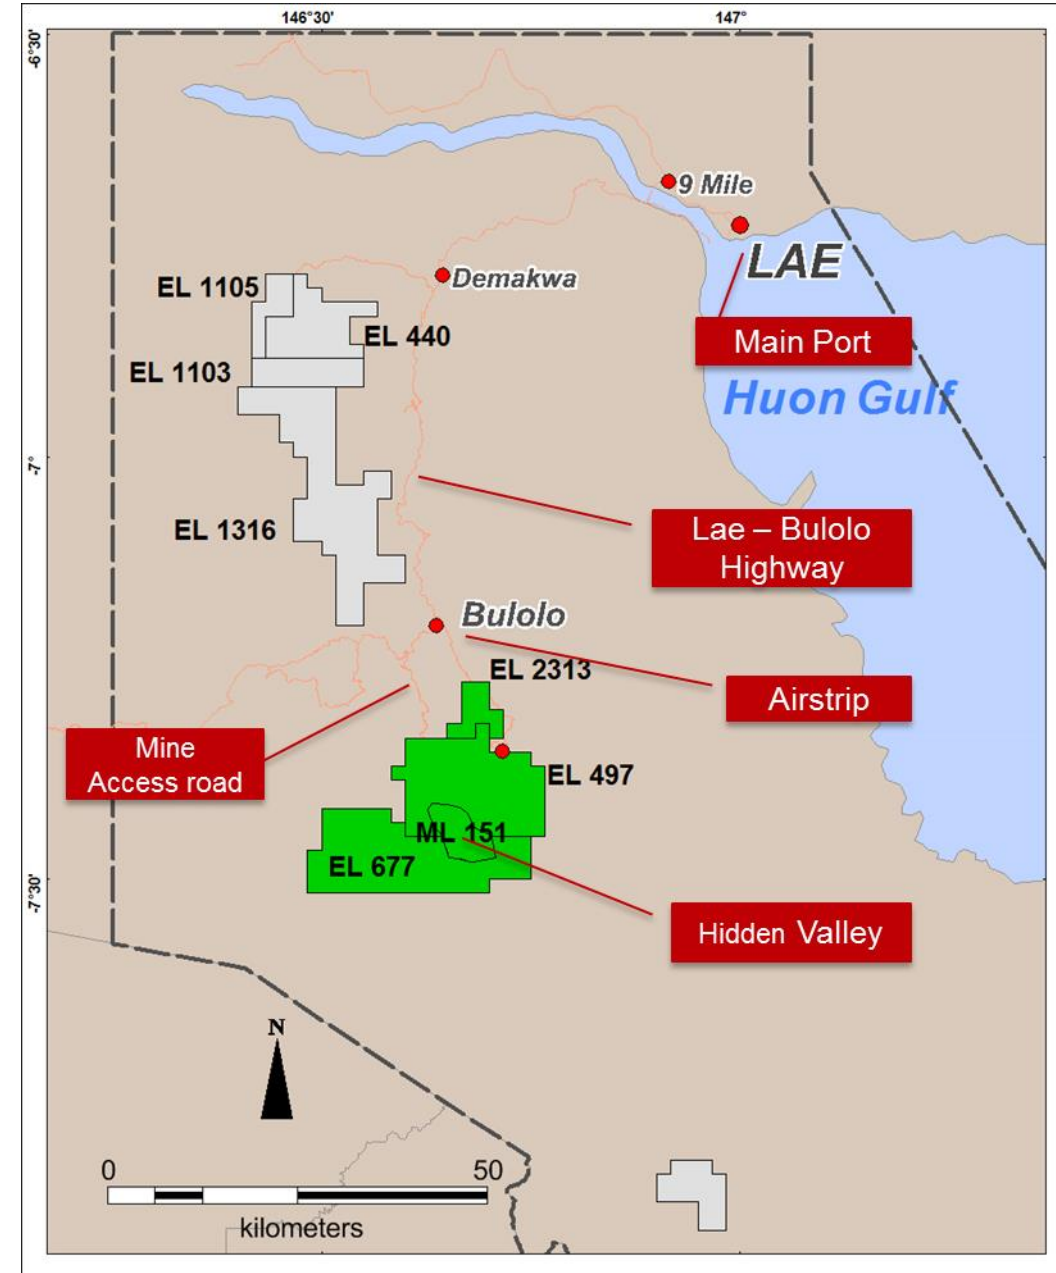 146°30'
147°
-6°30
9 Mile
LAE
Demakwa
EL 1105
Main Port
EL 440
EL 1103
Huon Gulf
-7°
Lae – Bulolo
Highway
EL 1316
Bulolo
EL 2313
Airstrip
Mine
Access road
EL 497
ML 151
EL 677
-7°30
Hidden Valley
N
0
50
kilometers